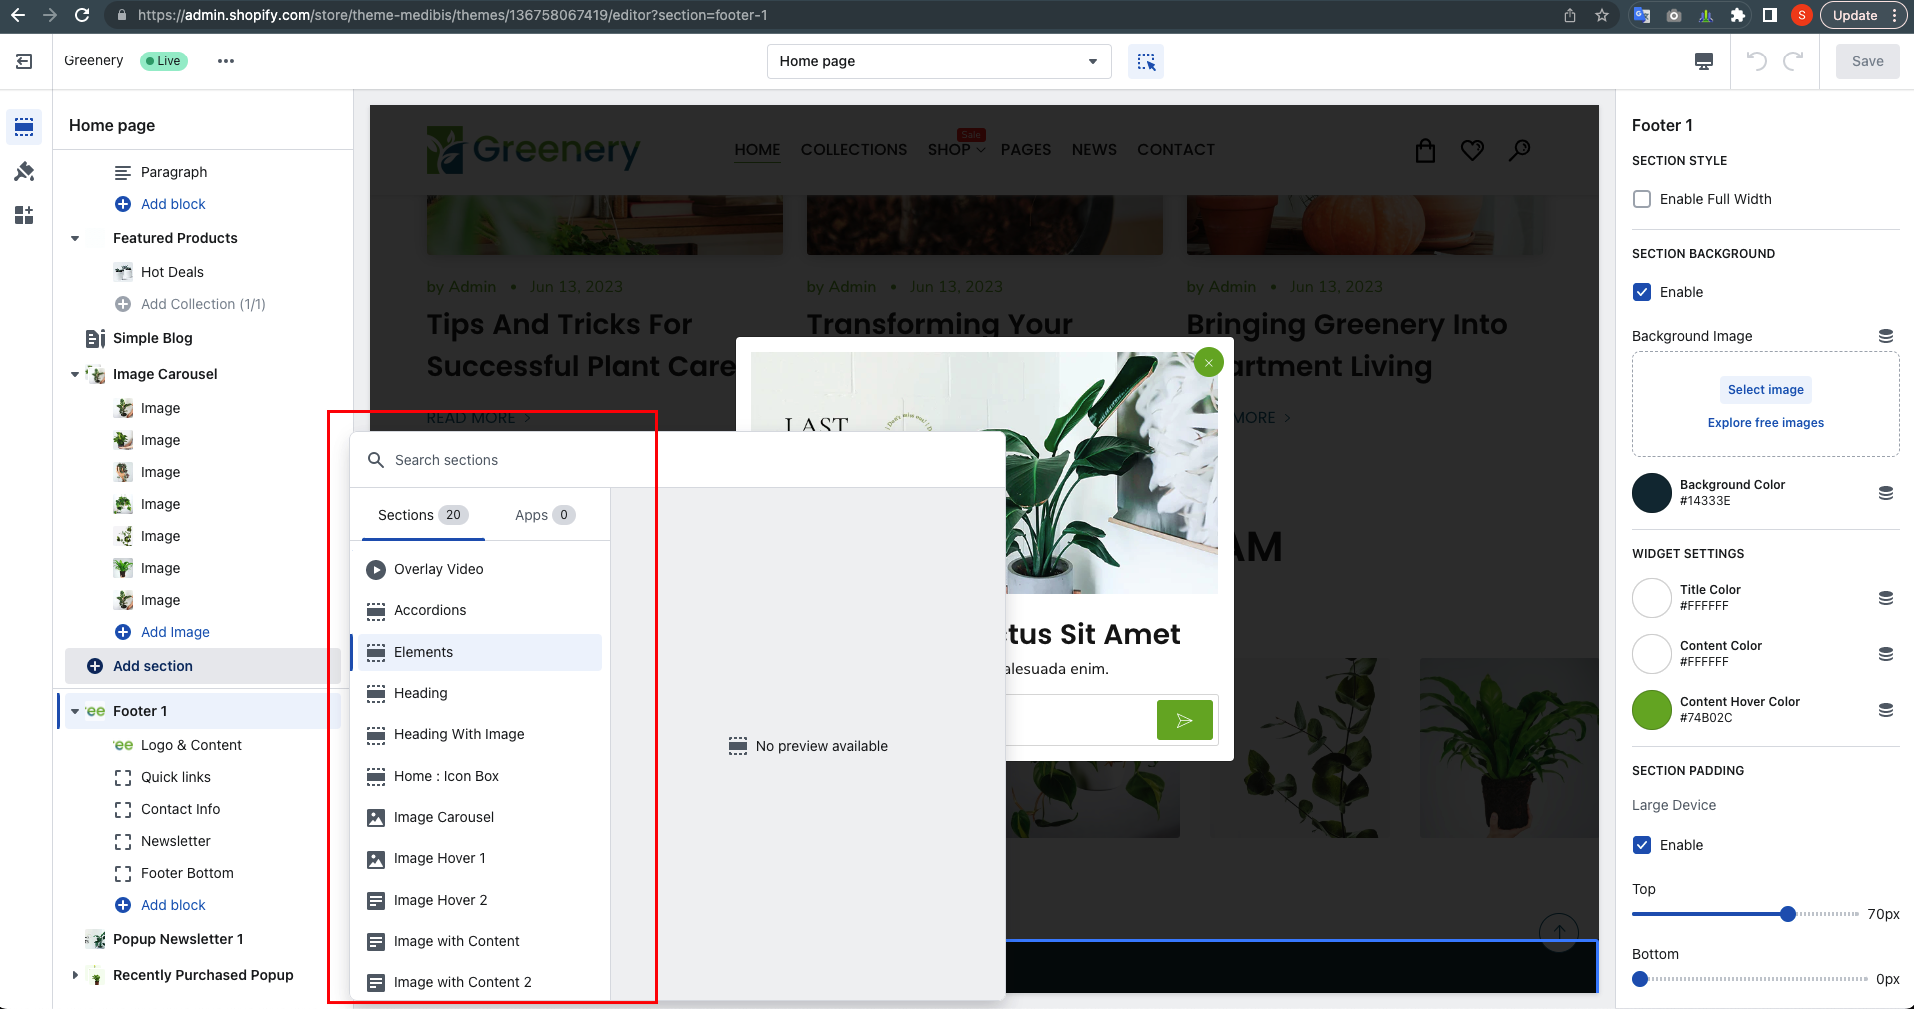 https://admin.shopify.com/store/theme-medibis/themes/136758067419/editor?section=footer-1
S
Update
Greenery
Live
Home page
Save
Home page
Paragraph
Add block
Featured Products
Hot Deals
Add Collection (1/1)
Simple Blog
Image Carousel
Image
Image
Image
Image
Image
Image
Image
Add Image
Add section
Footer 1
Logo & Content
Quick links
Contact Info
Newsletter
Footer Bottom
Add block
Popup Newsletter 1
Recently Purchased Popup
Greenery
HOME
COLLECTIONS
SHOP
Sale
PAGES
NEWS
CONTACT
by Admin • Jun 13, 2023
Tips And Tricks For
Successful Plant Care
READ MORE
by Admin • Jun 13, 2023
Transforming Your
by Admin • Jun 13, 2023
Bringing Greenery Into
artment Living
MORE
AM
LAST
ctus Sit Amet
alesuada enim.
Search sections
Sections 20
Apps 0
Overlay Video
Accordions
Elements
Heading
Heading With Image
Home : Icon Box
Image Carousel
Image Hover 1
Image Hover 2
Image with Content
Image with Content 2
No preview available
Footer 1
SECTION STYLE
Enable Full Width
SECTION BACKGROUND
Enable
Background Image
Select image
Explore free images
Background Color
#14333E
WIDGET SETTINGS
Title Color
#FFFFFF
Content Color
#FFFFFF
Content Hover Color
#74B02C
SECTION PADDING
Large Device
Enable
Top
70px
Bottom
0px